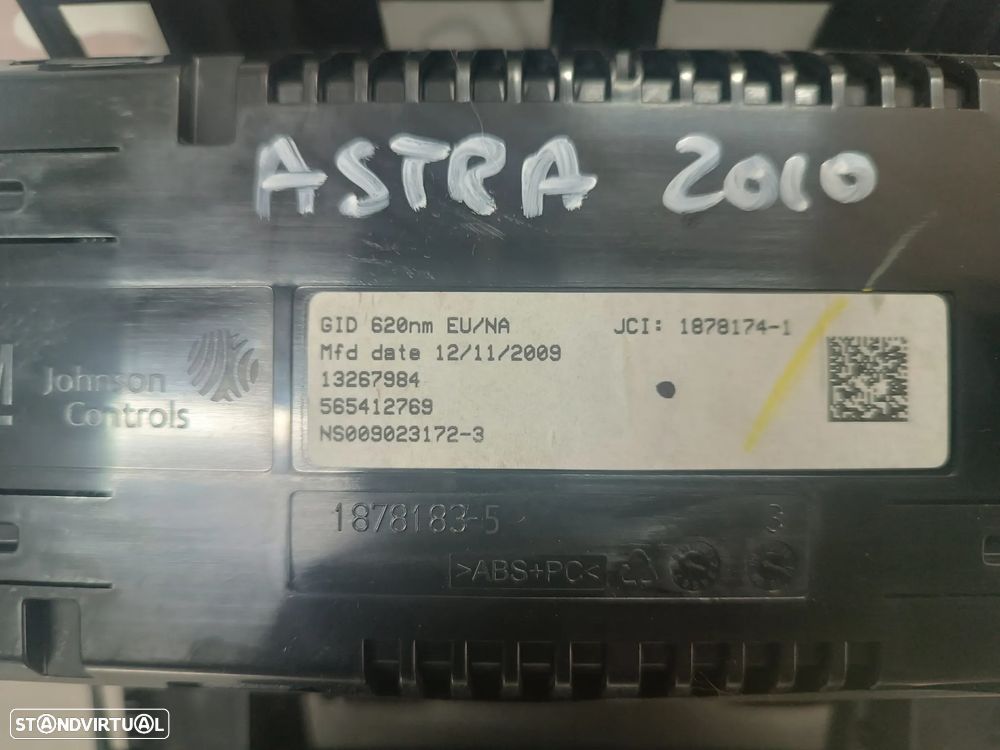 ASTRA 2010
GID 620nm EU/NA JCI: 1878174-1
Mfd date 12/11/2009
13267984
565412769
NS009023172-3
Johnson
Controls
1878183-5 3
>ABS+PC<
STANDVIRTUAL